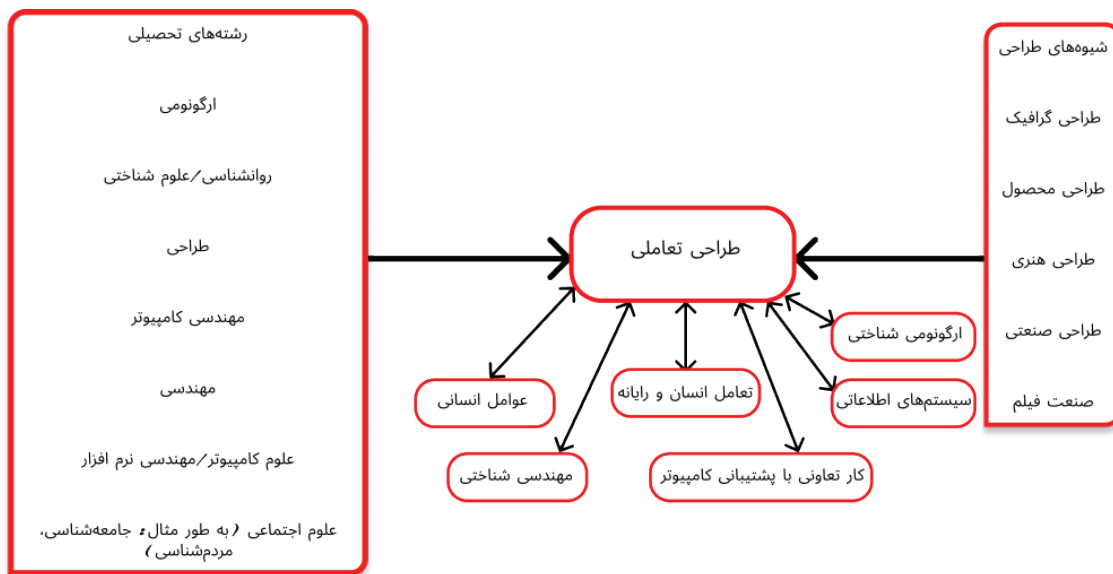 رشته‌های تحصیلی
ارگونومی
روانشناسی/علوم شناختی
طراحی
مهندسی کامپیوتر
مهندسی
علوم کامپیوتر/مهندسی نرم افزار
علوم اجتماعی (به طور مثال: جامعه‌شناسی،
مردم‌شناسی)
شیوه‌های طراحی
طراحی گرافیک
طراحی محصول
طراحی هنری
طراحی صنعتی
صنعت فیلم
طراحی تعاملی
ارگونومی شناختی
سیستم‌های اطلاعاتی
تعامل انسان و رایانه
عوامل انسانی
کار تعاونی با پشتیبانی کامپیوتر
مهندسی شناختی